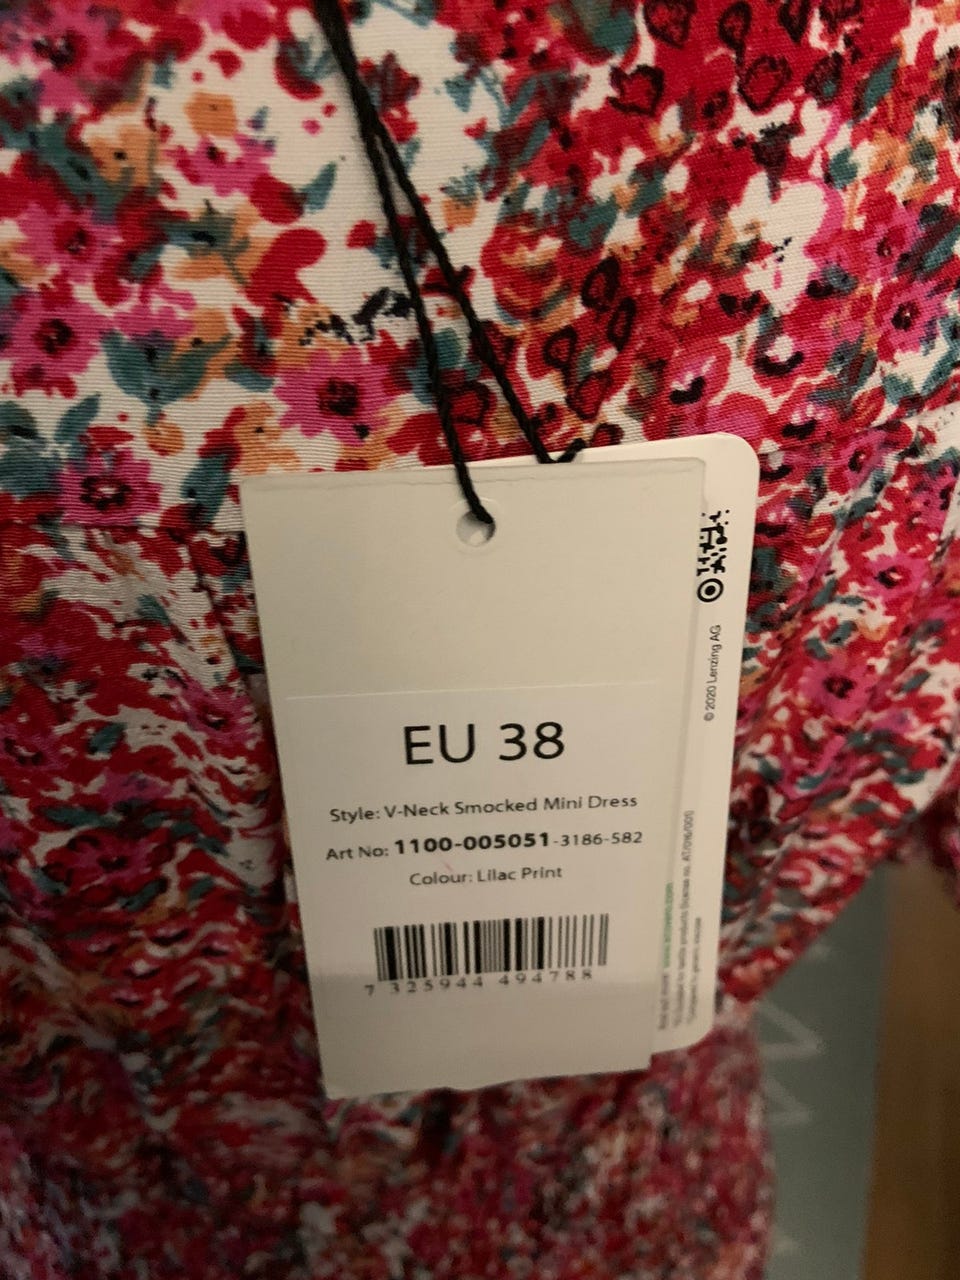 EU 38
Style: V-Neck Smocked Mini Dress
Art No: 1100-005051-3186-582
Colour: Lilac Print
7 325944 494788
© 2020 Lenzing AG